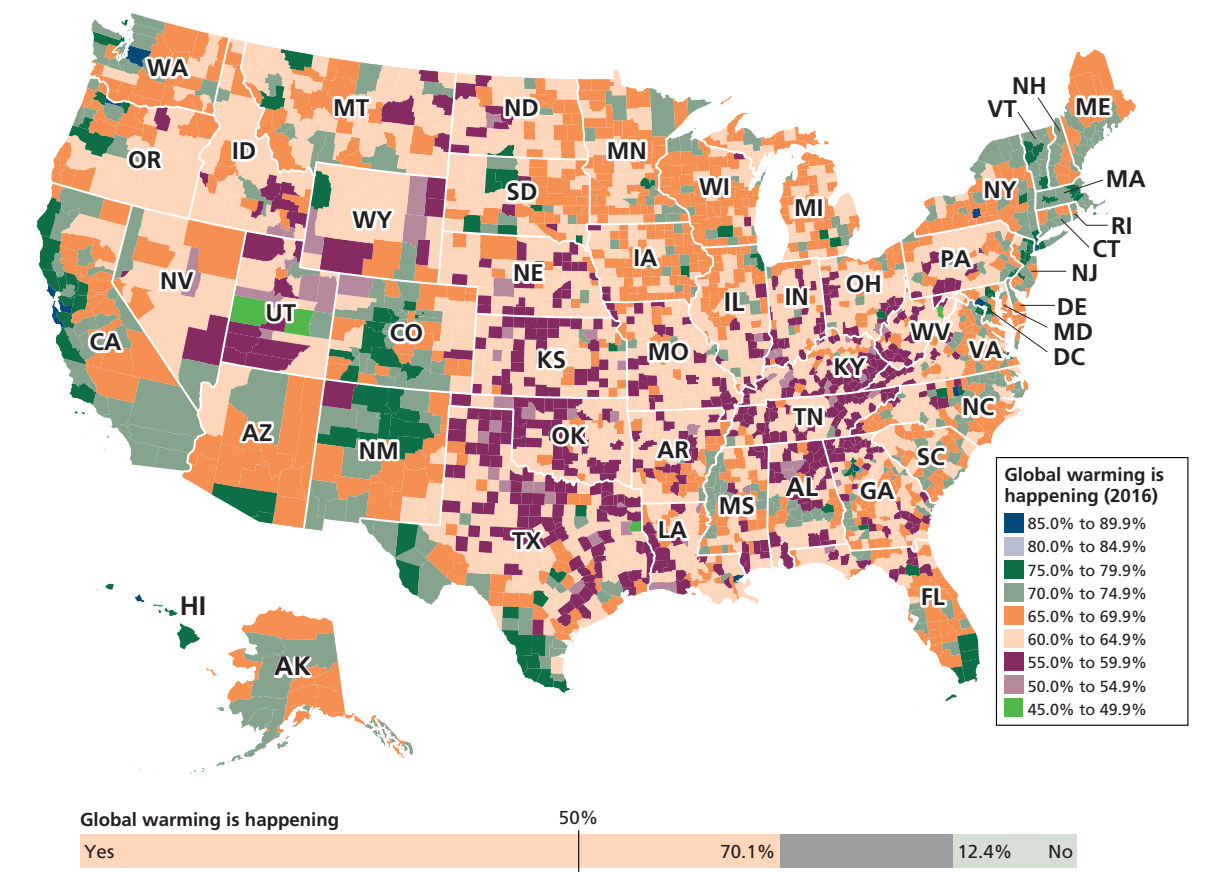 NH
VT
ME
WA
MT
ND
MN
OR
ID
SD
WI
MI
NY
MA
WY
RI
CT
NV
NE
IA
PA
NJ
UT
CO
IL
IN
OH
DE
MD
DC
CA
KS
MO
WV
VA
KY
AZ
NM
OK
AR
TN
NC
SC
MS
AL
GA
TX
LA
FL
HI
AK
Global warming is
happening (2016)
85.0% to 89.9%
80.0% to 84.9%
75.0% to 79.9%
70.0% to 74.9%
65.0% to 69.9%
60.0% to 64.9%
55.0% to 59.9%
50.0% to 54.9%
45.0% to 49.9%
Global warming is happening
50%
Yes 70.1% 12.4% No